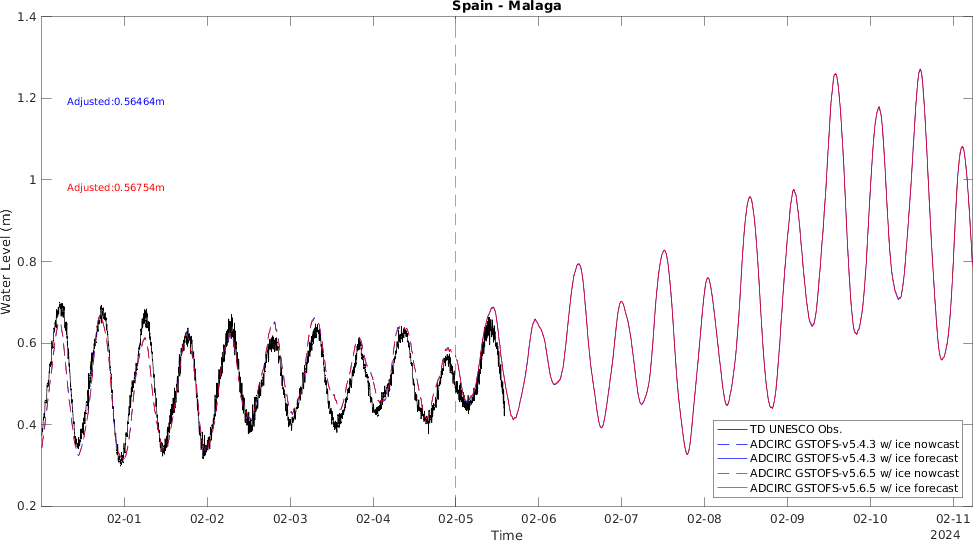 Spain - Malaga
1.4
1.2
1
0.8
0.6
0.4
0.2
Water Level (m)
Adjusted:0.56464m
Adjusted:0.56754m
TD UNESCO Obs.
ADCIRC GSTOFS-v5.4.3 w/ ice nowcast
ADCIRC GSTOFS-v5.4.3 w/ ice forecast
ADCIRC GSTOFS-v5.6.5 w/ ice nowcast
ADCIRC GSTOFS-v5.6.5 w/ ice forecast
02-01 02-02 02-03 02-04 02-05 02-06 02-07 02-08 02-09 02-10 02-11
Time
2024